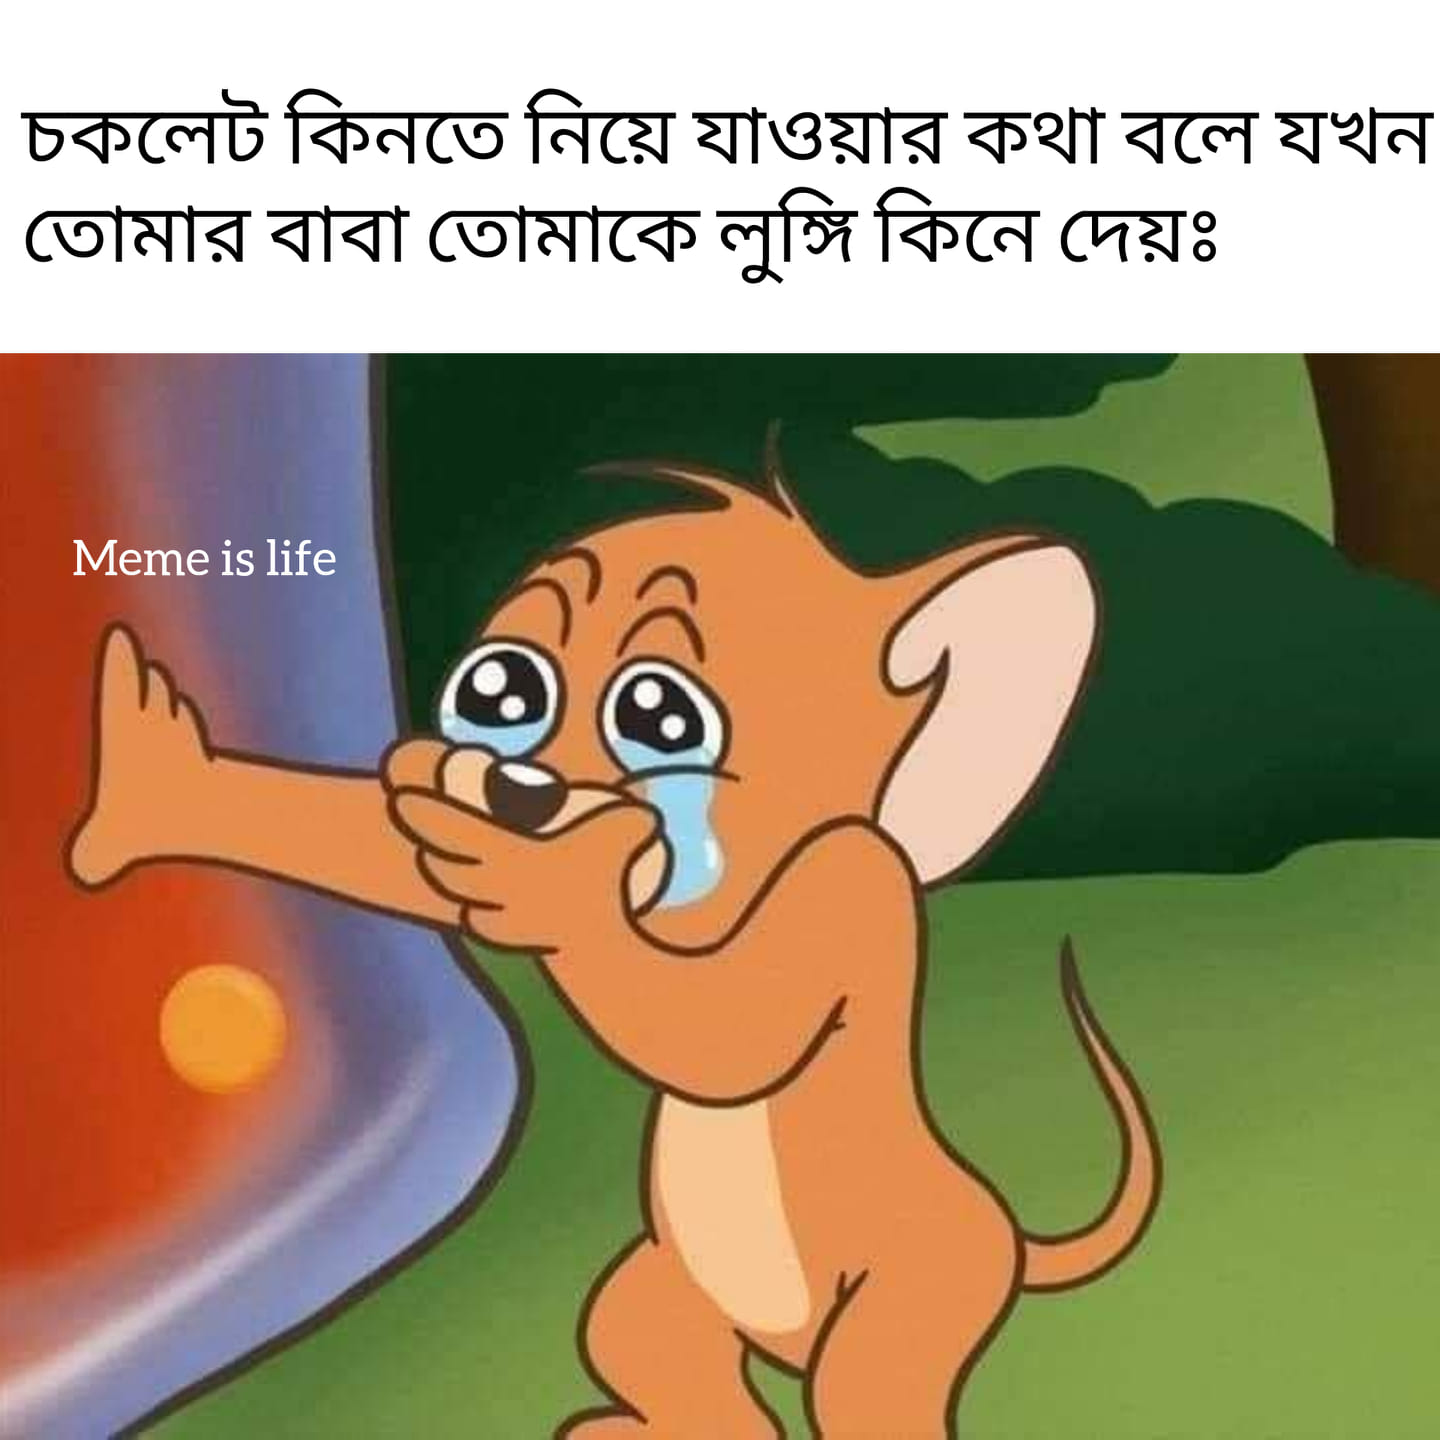 চকলেট কিনতে নিয়ে যাওয়ার কথা বলে যখন
তোমার বাবা তোমাকে লুঙ্গি কিনে দেয়ঃ
Meme is life